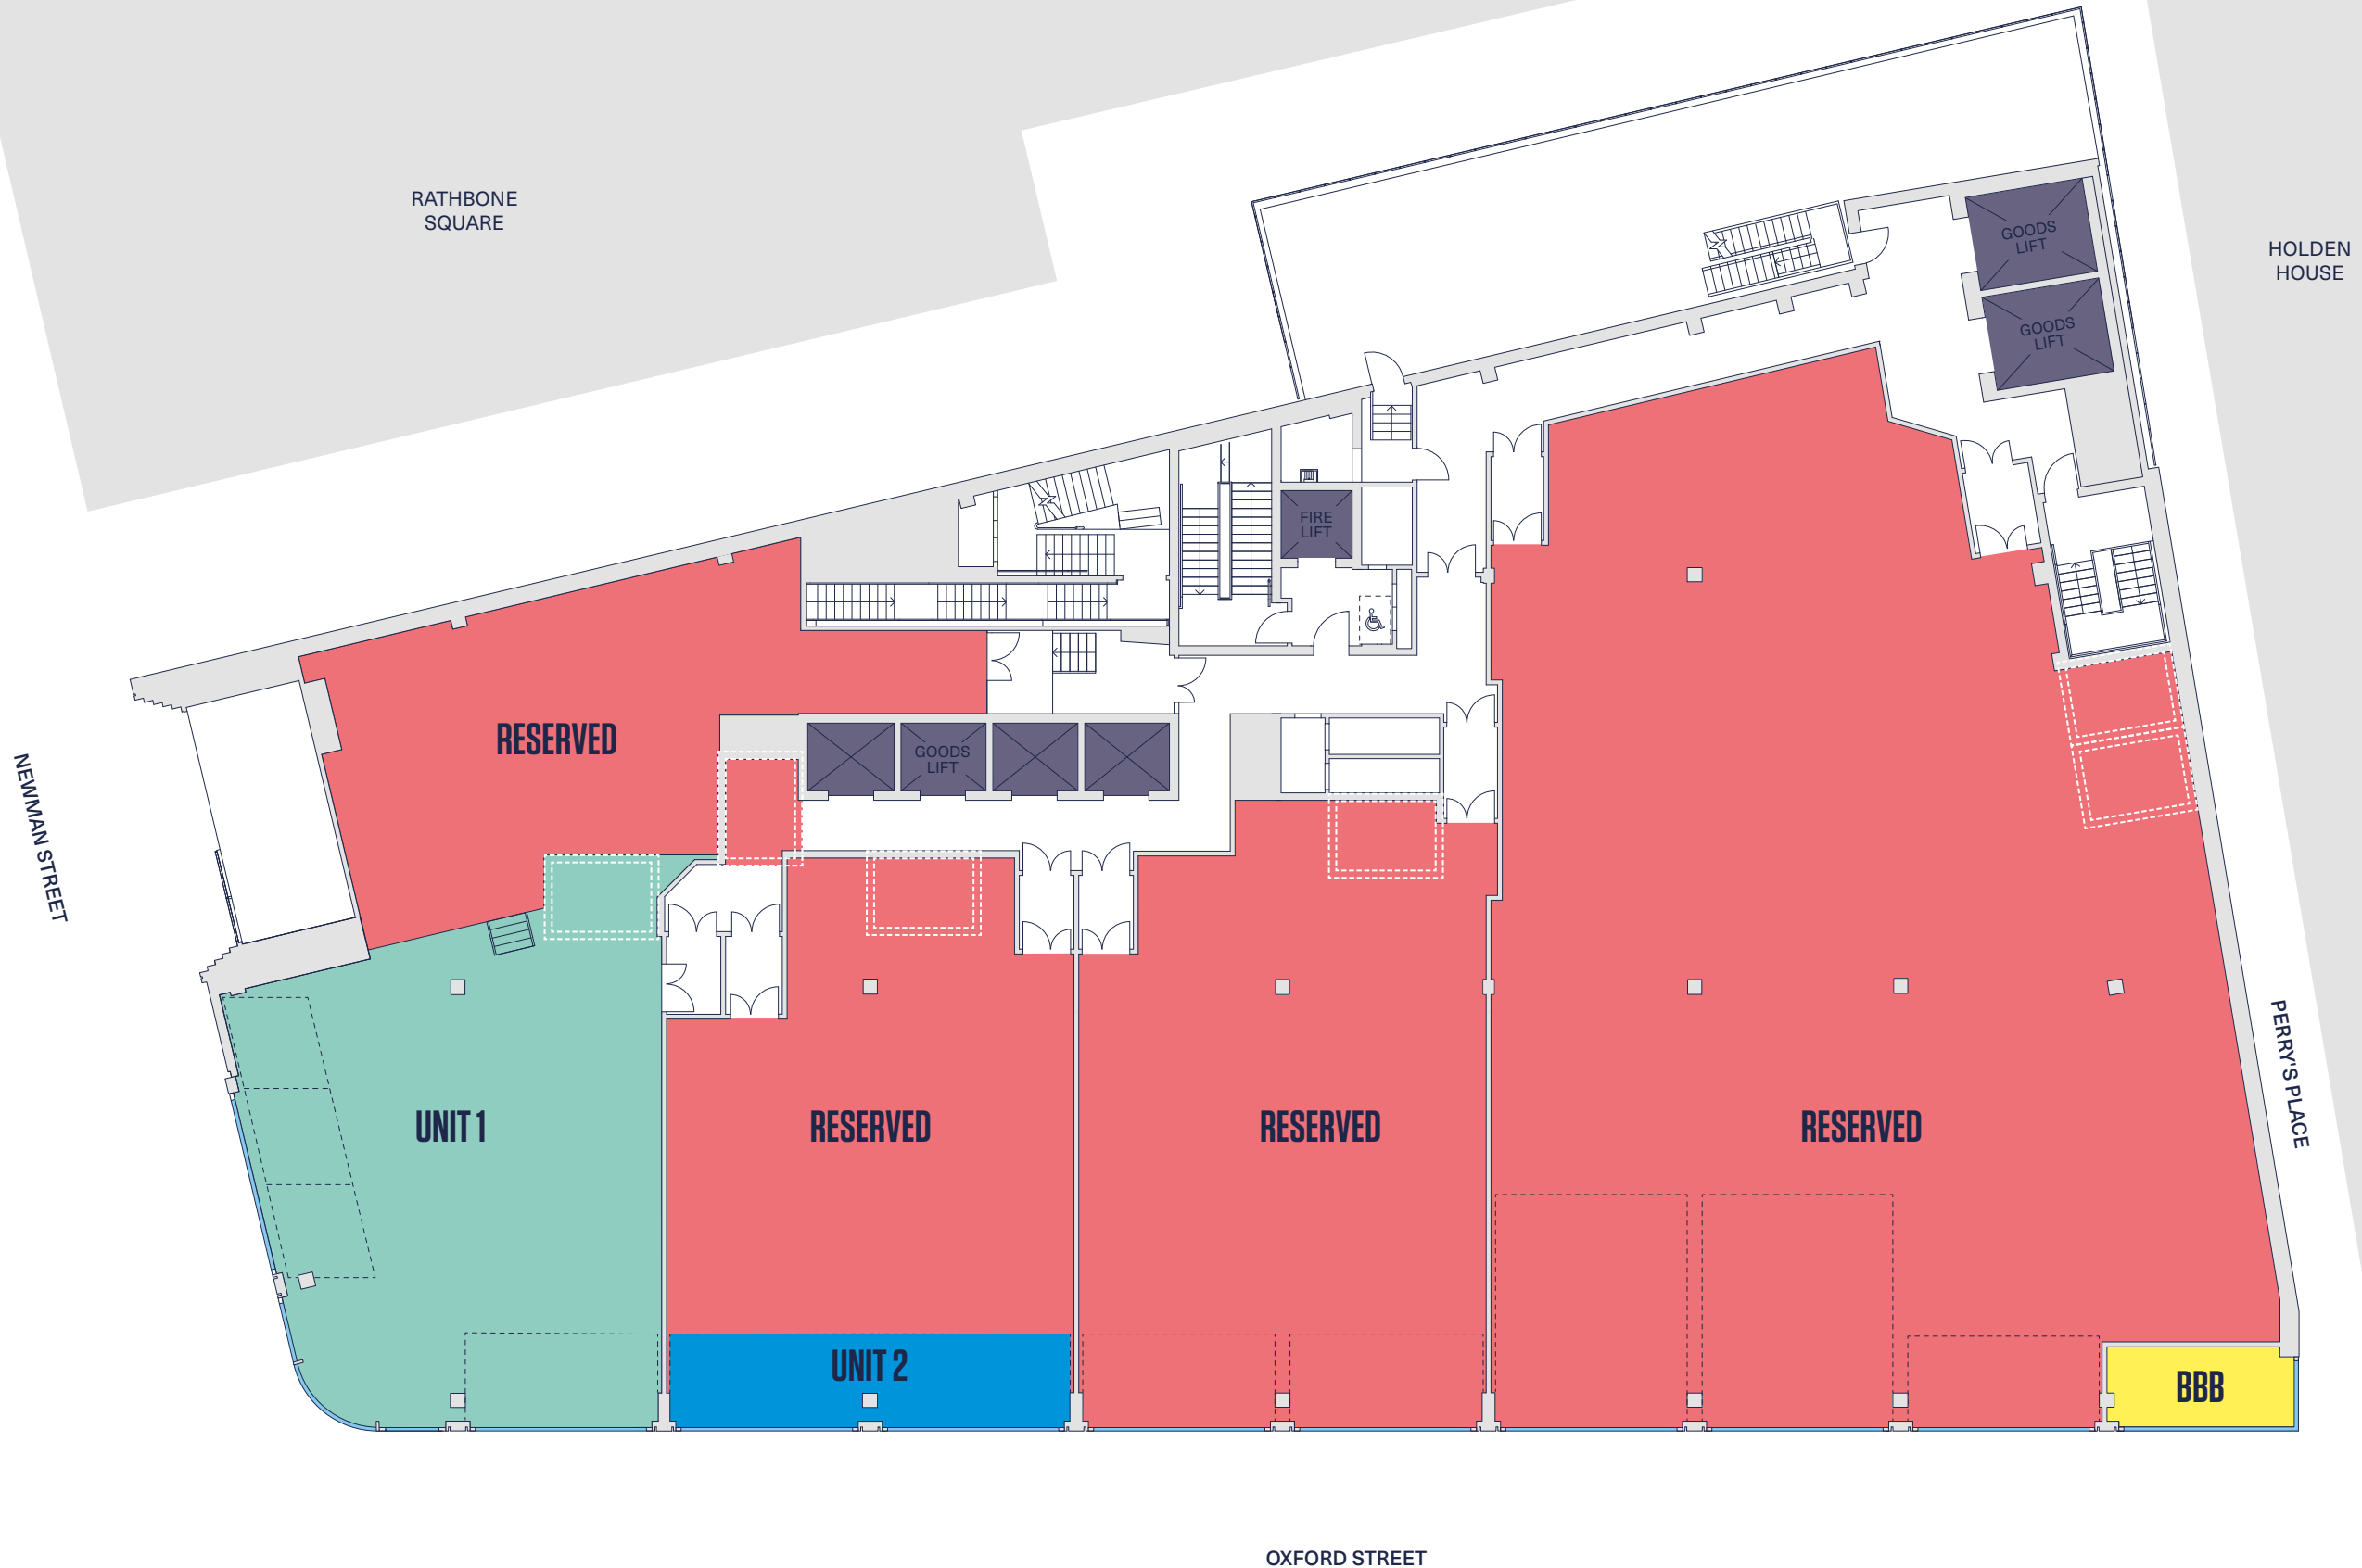 RATHBONE
SQUARE
HOLDEN
HOUSE
GOODS
LIFT
GOODS
LIFT
FIRE
LIFT
RESERVED
GOODS
LIFT
NEWMAN STREET
PERRY'S PLACE
UNIT 1
RESERVED
RESERVED
RESERVED
UNIT 2
BBB
OXFORD STREET